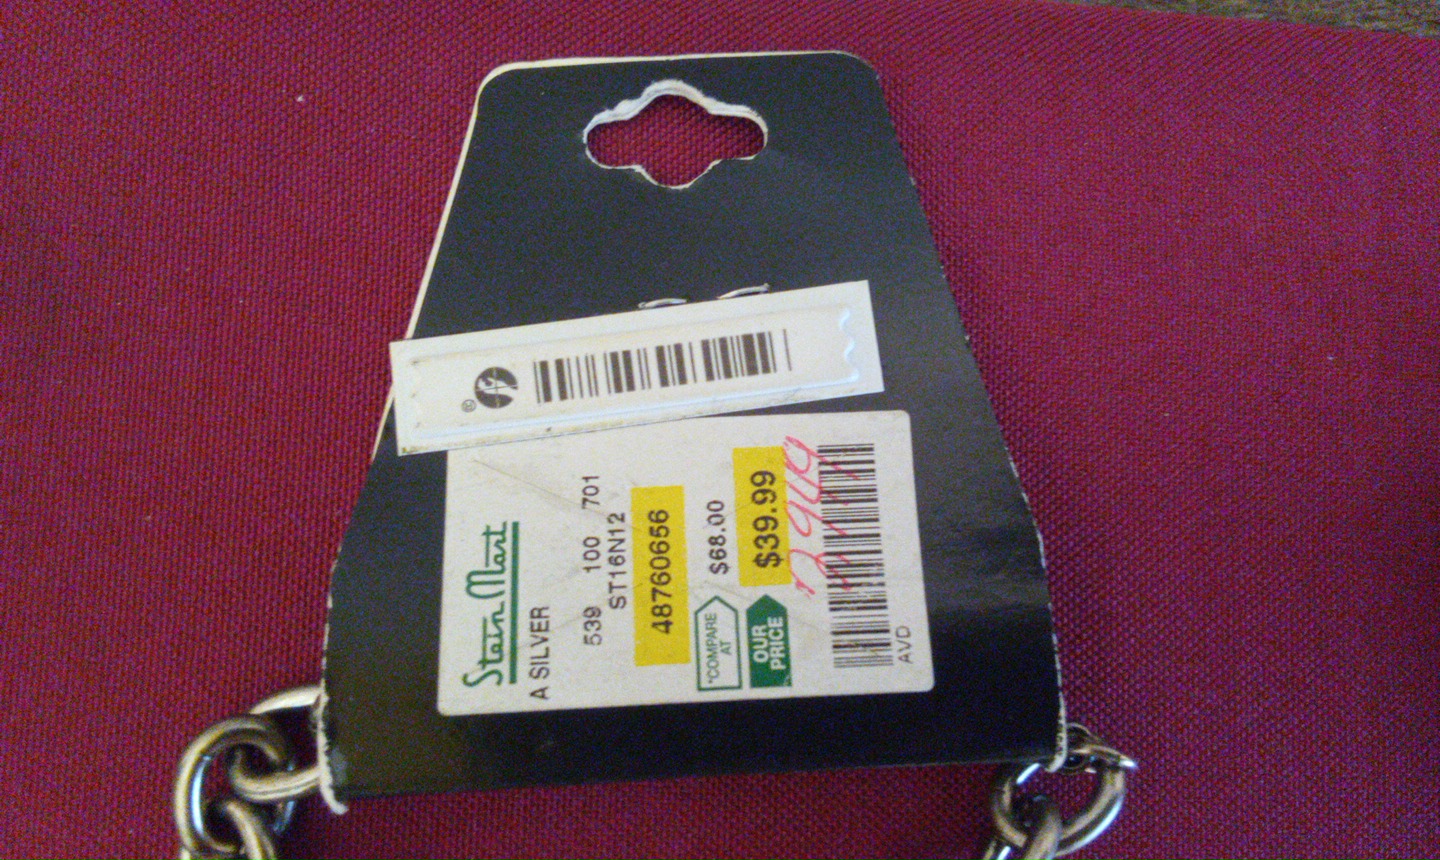 ®
Stein Mart
A SILVER
539 100 701
ST16N12
48760656
*COMPARE AT
$68.00
OUR PRICE
$39.99
AVD